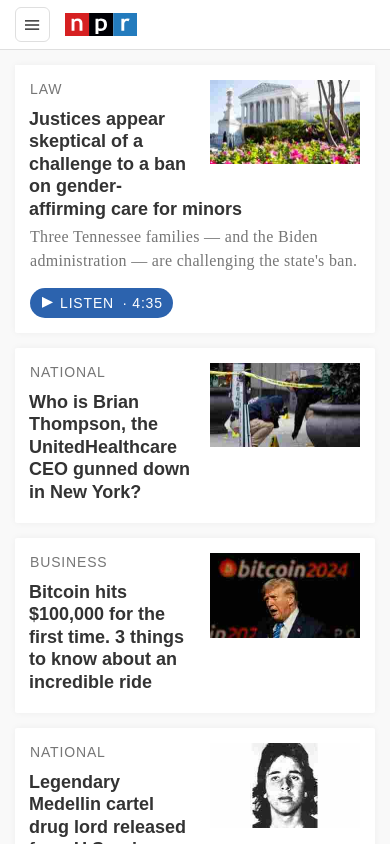 npr
LAW
Justices appear
skeptical of a
challenge to a ban
on gender-
affirming care for minors
Three Tennessee families — and the Biden
administration — are challenging the state's ban.
LISTEN · 4:35
NATIONAL
Who is Brian
Thompson, the
UnitedHealthcare
CEO gunned down
in New York?
BUSINESS
Bitcoin hits
$100,000 for the
first time. 3 things
to know about an
incredible ride
bitcoin2024
NATIONAL
Legendary
Medellin cartel
drug lord released